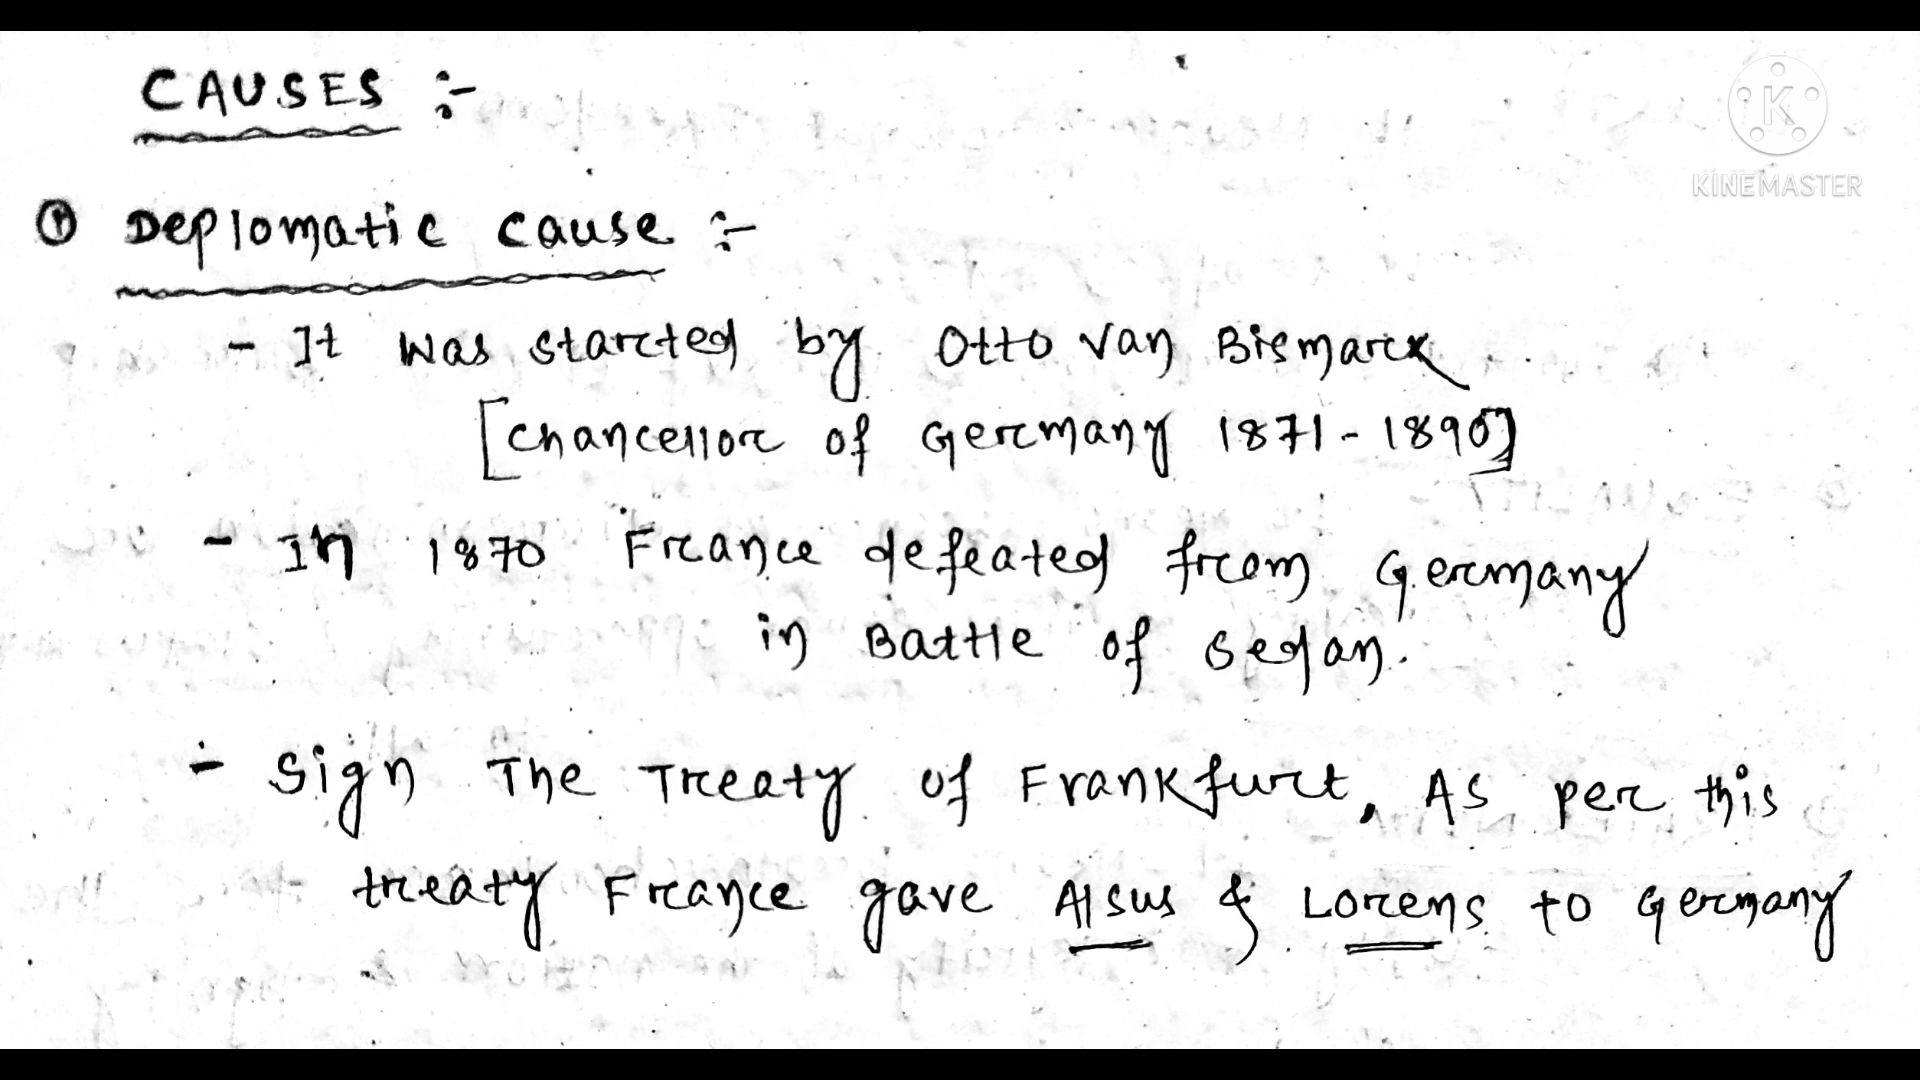 CAUSES :-
KINEMASTER
① Deplomatic cause :-
- It was started by Otto van Bismarck
[chancellor of Germany 1871-1890]
- In 1870 France defeated from Germany
in Battle of Sedan.
- Sign The Treaty of Frankfurt, As per this
treaty France gave Alsus & Lorens to Germany